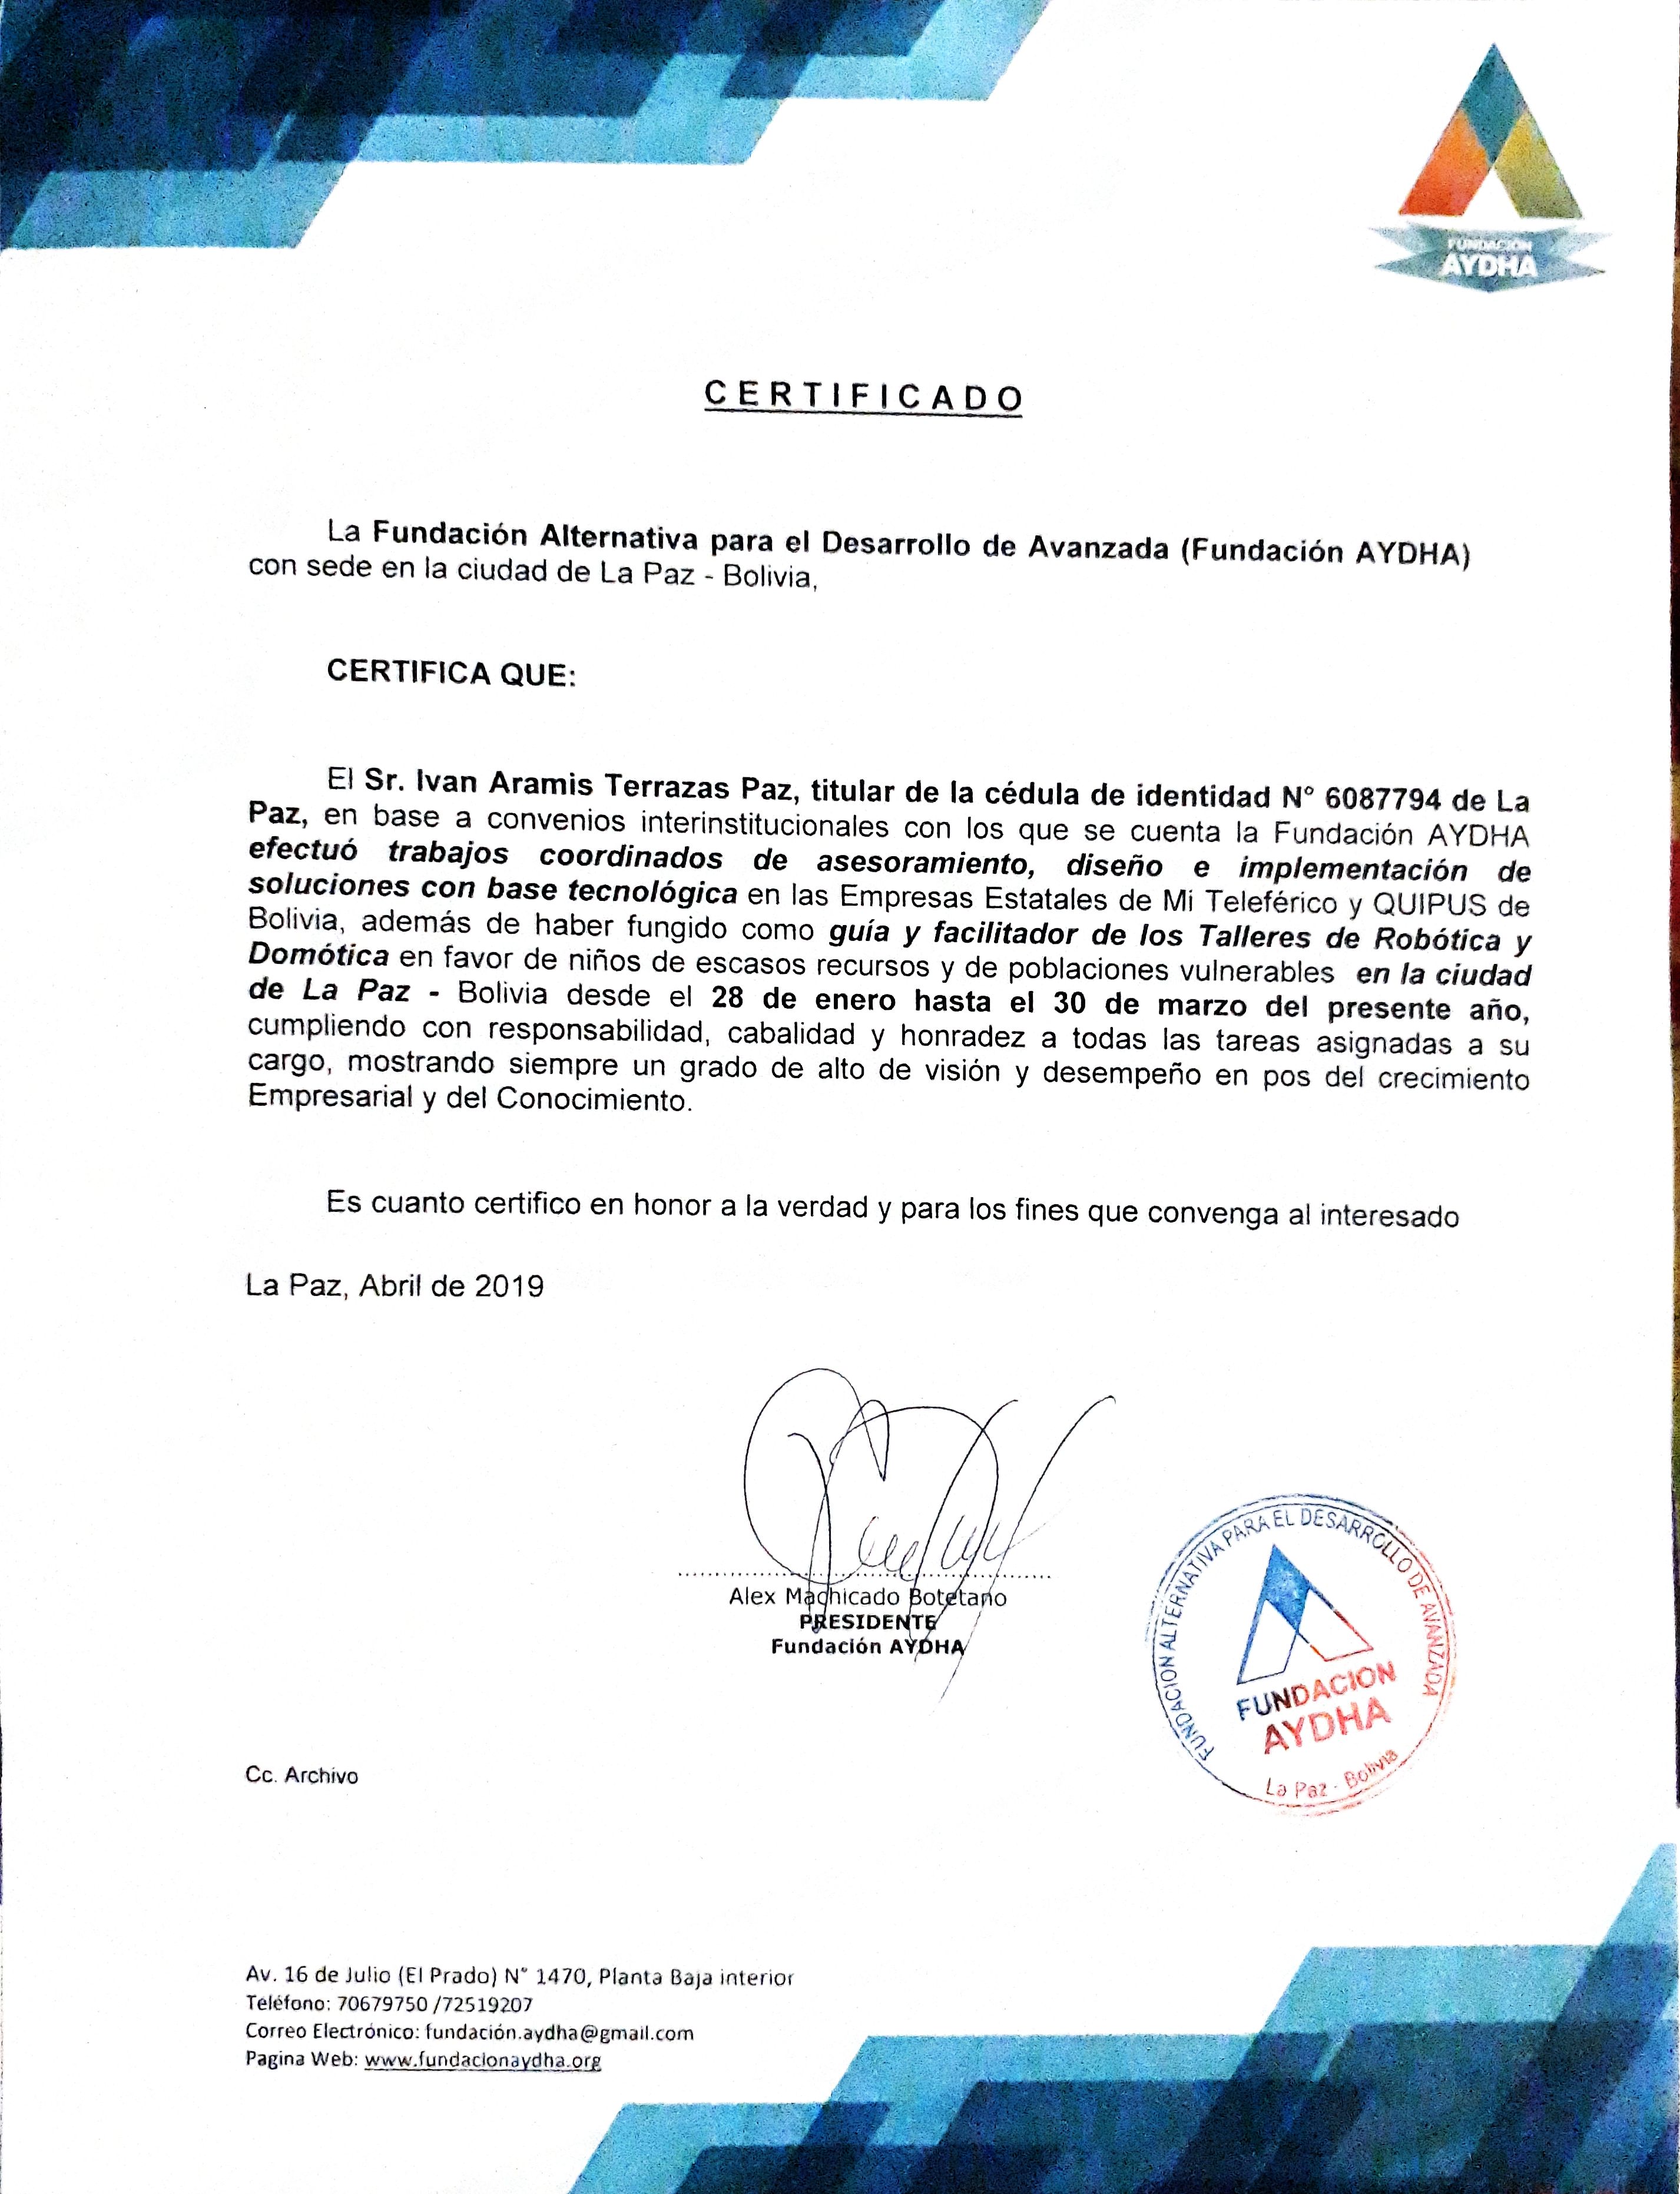 FUNDACIÓN
AYDHA
CERTIFICADO
La Fundación Alternativa para el Desarrollo de Avanzada (Fundación AYDHA)
con sede en la ciudad de La Paz - Bolivia,
CERTIFICA QUE:
El Sr. Ivan Aramis Terrazas Paz, titular de la cédula de identidad N° 6087794 de La
Paz, en base a convenios interinstitucionales con los que se cuenta la Fundación AYDHA
efectuó trabajos coordinados de asesoramiento, diseño e implementación de
soluciones con base tecnológica en las Empresas Estatales de Mi Teleférico y QUIPUS de
Bolivia, además de haber fungido como guía y facilitador de los Talleres de Robótica y
Domótica en favor de niños de escasos recursos y de poblaciones vulnerables en la ciudad
de La Paz - Bolivia desde el 28 de enero hasta el 30 de marzo del presente año,
cumpliendo con responsabilidad, cabalidad y honradez a todas las tareas asignadas a su
cargo, mostrando siempre un grado de alto de visión y desempeño en pos del crecimiento
Empresarial y del Conocimiento.
Es cuanto certifico en honor a la verdad y para los fines que convenga al interesado
La Paz, Abril de 2019
Alex Machicado Botetano
PRESIDENTE
Fundación AYDHA
FUNDACION ALTERNATIVA PARA EL DESARROLLO DE AVANZADA
FUNDACION
AYDHA
La Paz - Bolivia
Cc. Archivo
Av. 16 de Julio (El Prado) N° 1470, Planta Baja interior
Teléfono: 70679750 /72519207
Correo Electrónico: fundación.aydha@gmail.com
Pagina Web: www.fundacionaydha.org